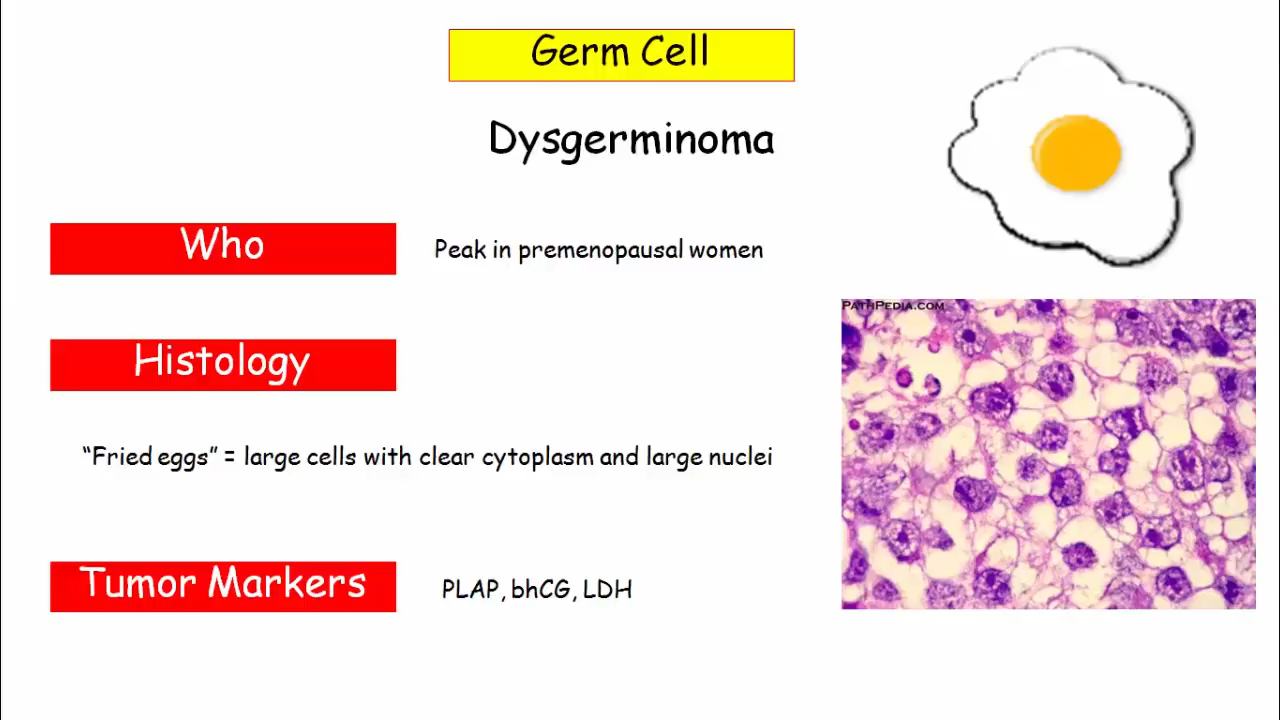 Germ Cell
Dysgerminoma
Who
Peak in premenopausal women
PATHPEDIA.COM
Histology
“Fried eggs” = large cells with clear cytoplasm and large nuclei
Tumor Markers
PLAP, bhCG, LDH